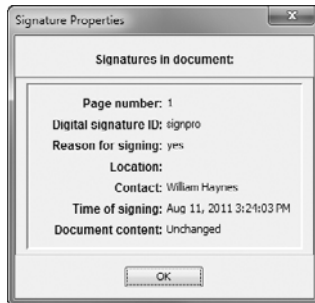 Signature Properties
x
Signatures in document:
Page number: 1
Digital signature ID: signpro
Reason for signing: yes
Location:
Contact: William Haynes
Time of signing: Aug 11, 2011 3:24:03 PM
Document content: Unchanged
OK